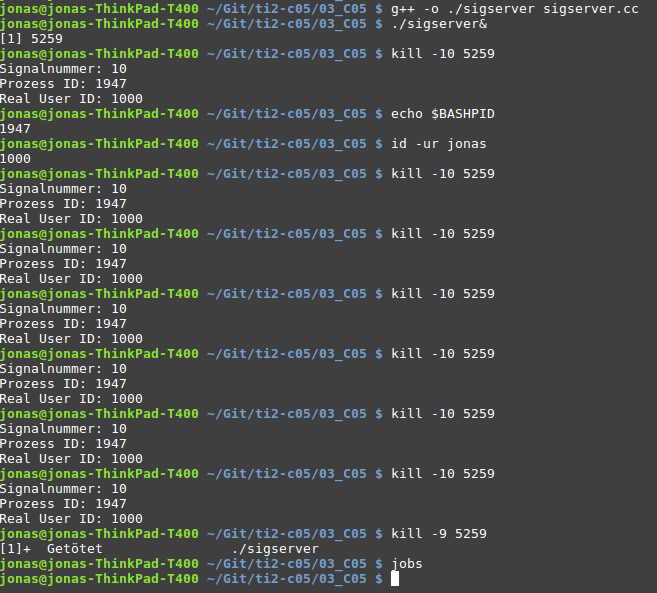 jonas@jonas-ThinkPad-T400 ~/Git/ti2-c05/03_C05 $ g++ -o ./sigserver sigserver.cc
jonas@jonas-ThinkPad-T400 ~/Git/ti2-c05/03_C05 $ ./sigserver&
[1] 5259
jonas@jonas-ThinkPad-T400 ~/Git/ti2-c05/03_C05 $ kill -10 5259
Signalnummer: 10
Prozess ID: 1947
Real User ID: 1000
jonas@jonas-ThinkPad-T400 ~/Git/ti2-c05/03_C05 $ echo $BASHPID
1947
jonas@jonas-ThinkPad-T400 ~/Git/ti2-c05/03_C05 $ id -ur jonas
1000
jonas@jonas-ThinkPad-T400 ~/Git/ti2-c05/03_C05 $ kill -10 5259
Signalnummer: 10
Prozess ID: 1947
Real User ID: 1000
jonas@jonas-ThinkPad-T400 ~/Git/ti2-c05/03_C05 $ kill -10 5259
Signalnummer: 10
Prozess ID: 1947
Real User ID: 1000
jonas@jonas-ThinkPad-T400 ~/Git/ti2-c05/03_C05 $ kill -10 5259
Signalnummer: 10
Prozess ID: 1947
Real User ID: 1000
jonas@jonas-ThinkPad-T400 ~/Git/ti2-c05/03_C05 $ kill -10 5259
Signalnummer: 10
Prozess ID: 1947
Real User ID: 1000
jonas@jonas-ThinkPad-T400 ~/Git/ti2-c05/03_C05 $ kill -10 5259
Signalnummer: 10
Prozess ID: 1947
Real User ID: 1000
jonas@jonas-ThinkPad-T400 ~/Git/ti2-c05/03_C05 $ kill -10 5259
Signalnummer: 10
Prozess ID: 1947
Real User ID: 1000
jonas@jonas-ThinkPad-T400 ~/Git/ti2-c05/03_C05 $ kill -9 5259
[1]+  Getötet                ./sigserver
jonas@jonas-ThinkPad-T400 ~/Git/ti2-c05/03_C05 $ jobs
jonas@jonas-ThinkPad-T400 ~/Git/ti2-c05/03_C05 $